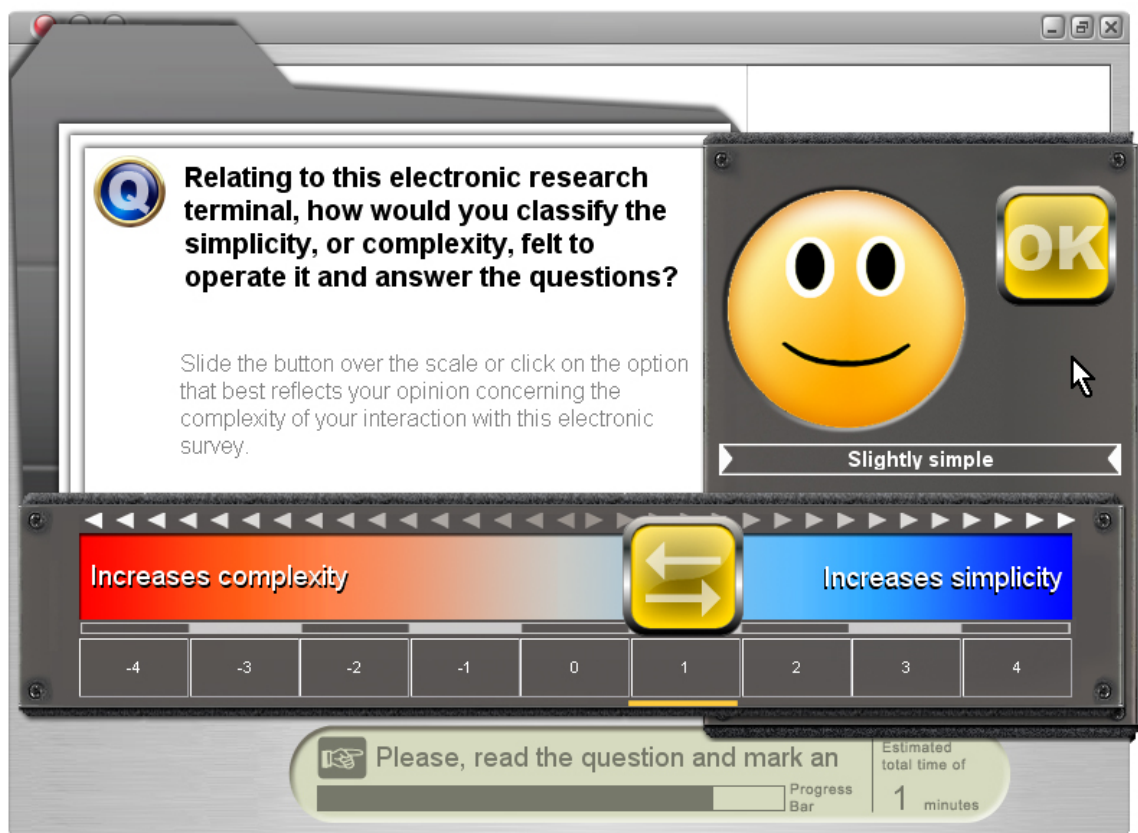 Q
Relating to this electronic research
terminal, how would you classify the
simplicity, or complexity, felt to
operate it and answer the questions?
Slide the button over the scale or click on the option
that best reflects your opinion concerning the
complexity of your interaction with this electronic
survey.
OK
Slightly simple
Increases complexity
Increases simplicity
-4 -3 -2 -1 0 1 2 3 4
Please, read the question and mark an
Progress
Bar
Estimated
total time of
1 minutes